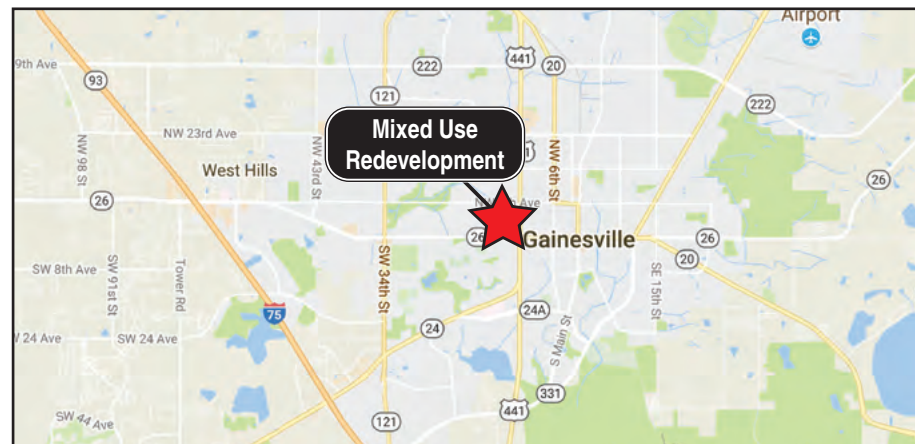 Airport
9th Ave
222
441
20
93
121
222
NW 98 St
NW 23rd Ave
NW 43rd St
Mixed Use
Redevelopment
NW 6th St
West Hills
26
26
26
Gainesville
26
20
SW 8th Ave
SW 91st St
Tower Rd
SW 34th St
SE 15th St
75
24A
24
SW 24 Ave
SW 24 Ave
S Main St
331
441
121
SW 44 Ave